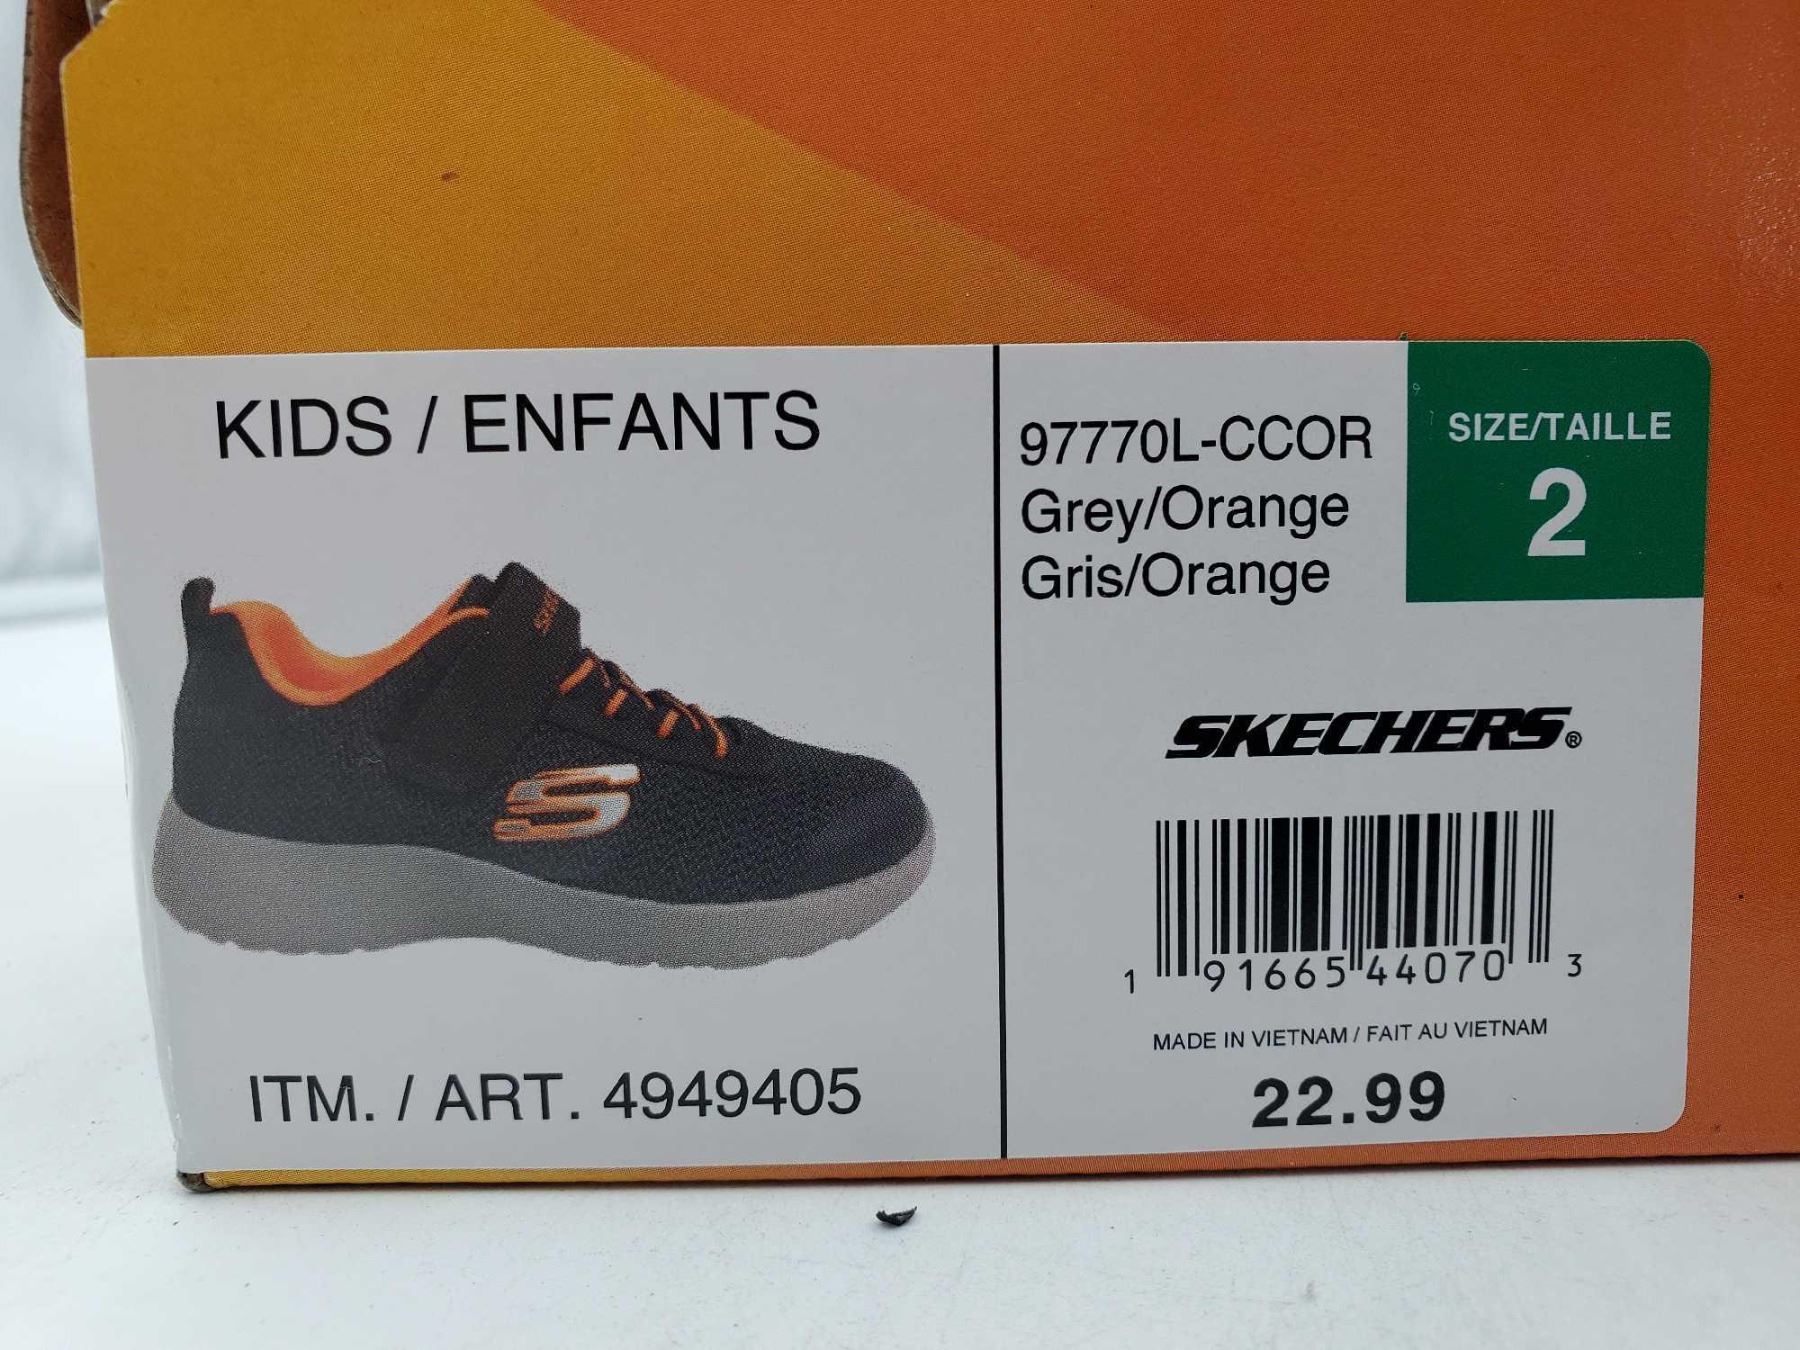 KIDS / ENFANTS
ITM. / ART. 4949405
97770L-CCOR
Grey/Orange
Gris/Orange
SIZE/TAILLE
2
SKECHERS®
1 91665 44070 3
MADE IN VIETNAM / FAIT AU VIETNAM
22.99